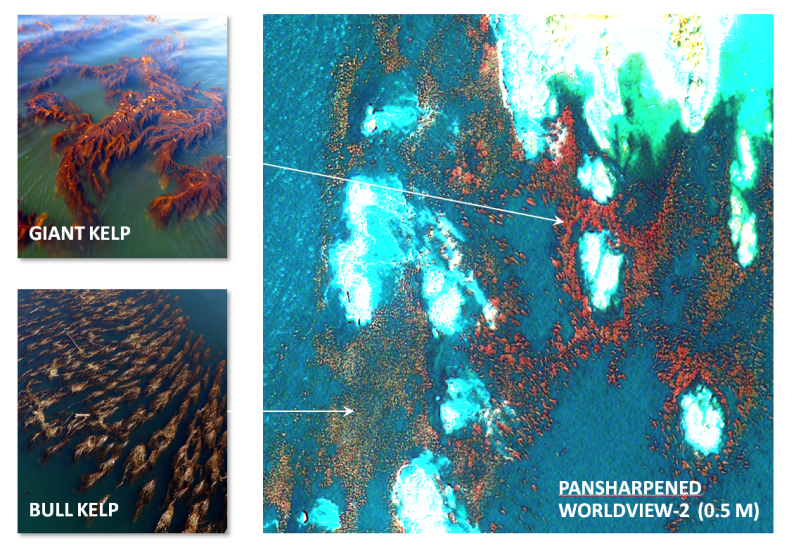 GIANT KELP
BULL KELP
PANSHARPENED
WORLDVIEW-2 (0.5 M)